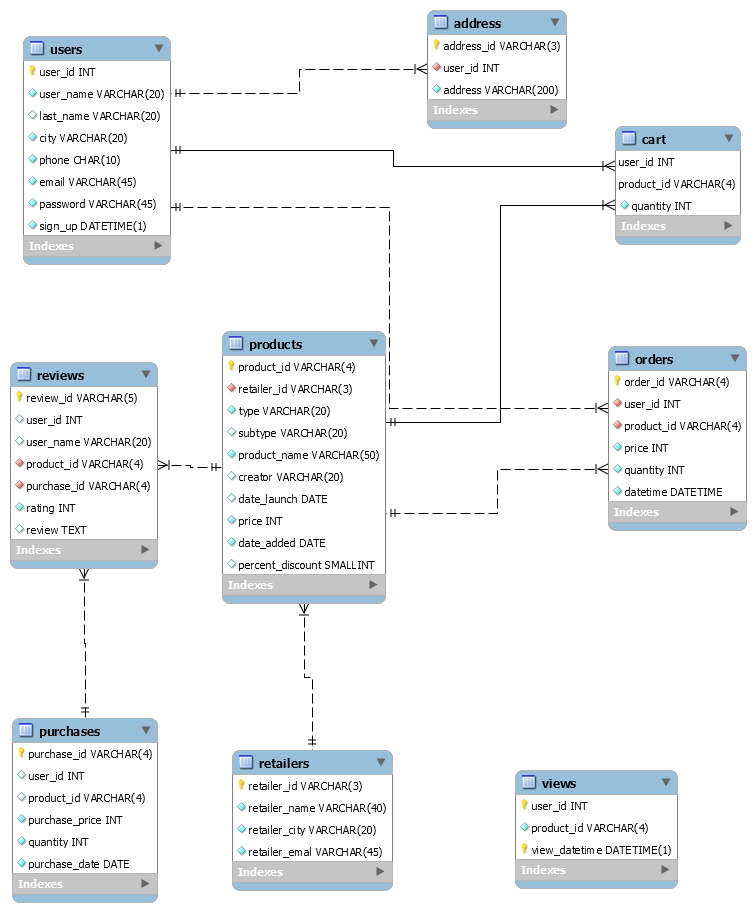 users
user_id INT
user_name VARCHAR(20)
last_name VARCHAR(20)
city VARCHAR(20)
phone CHAR(10)
email VARCHAR(45)
password VARCHAR(45)
sign_up DATETIME(1)
Indexes
address
address_id VARCHAR(3)
user_id INT
address VARCHAR(200)
Indexes
cart
user_id INT
product_id VARCHAR(4)
quantity INT
Indexes
products
product_id VARCHAR(4)
retailer_id VARCHAR(3)
type VARCHAR(20)
subtype VARCHAR(20)
product_name VARCHAR(50)
creator VARCHAR(20)
date_launch DATE
price INT
date_added DATE
percent_discount SMALLINT
Indexes
reviews
review_id VARCHAR(5)
user_id INT
user_name VARCHAR(20)
product_id VARCHAR(4)
purchase_id VARCHAR(4)
rating INT
review TEXT
Indexes
orders
order_id VARCHAR(4)
user_id INT
product_id VARCHAR(4)
price INT
quantity INT
datetime DATETIME
Indexes
purchases
purchase_id VARCHAR(4)
user_id INT
product_id VARCHAR(4)
purchase_price INT
quantity INT
purchase_date DATE
Indexes
retailers
retailer_id VARCHAR(3)
retailer_name VARCHAR(40)
retailer_city VARCHAR(20)
retailer_emal VARCHAR(45)
Indexes
views
user_id INT
product_id VARCHAR(4)
view_datetime DATETIME(1)
Indexes